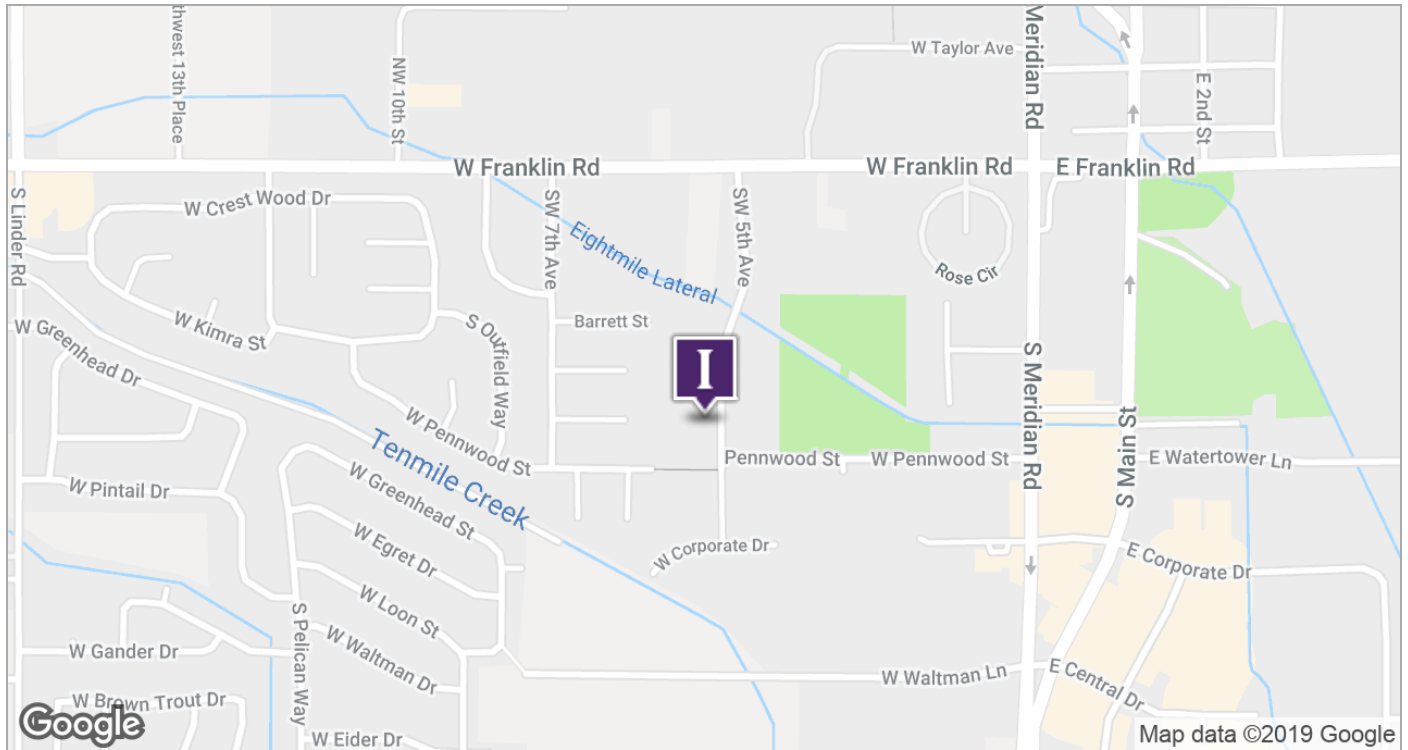 thwest 13th Place
NW 10th St
W Taylor Ave
Meridian Rd
E 2nd St
W Franklin Rd
W Franklin Rd
E Franklin Rd
S Linder Rd
W Crest Wood Dr
SW 7th Ave
SW 5th Ave
Eightmile Lateral
Rose Cir
W Kimra St
S Outfield Way
Barrett St
W Greenhead Dr
I
S Meridian Rd
S Main St
W Pennwood St
Pennwood St
W Pennwood St
E Watertower Ln
Tenmile Creek
W Pintail Dr
W Greenhead St
W Egret Dr
W Corporate Dr
E Corporate Dr
W Loon St
S Pelican Way
W Waltman Dr
W Gander Dr
W Waltman Ln
E Central Dr
W Brown Trout Dr
W Eider Dr
Google
Map data ©2019 Google